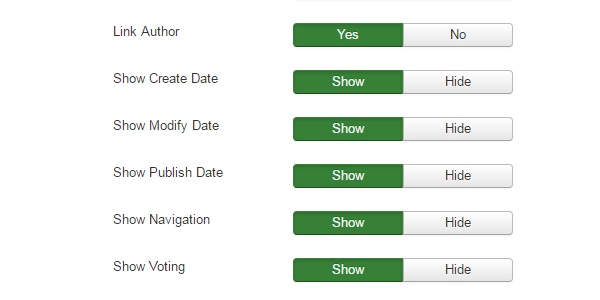 Link Author Yes No
Show Create Date Show Hide
Show Modify Date Show Hide
Show Publish Date Show Hide
Show Navigation Show Hide
Show Voting Show Hide